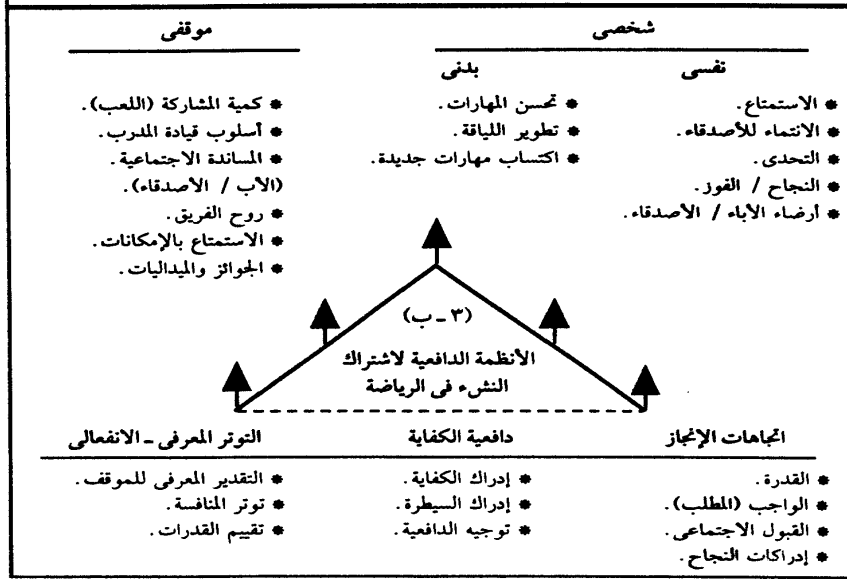 شخصى
نفسى
* الاستمتاع.
* الانتماء للأصدقاء.
* التحدى.
* النجاح / الفوز.
* أرضاء الأباء / الأصدقاء.
بدنى
* تحسن المهارات.
* تطوير اللياقة.
* اكتساب مهارات جديدة.
موقفى
* كمية المشاركة (اللعب).
* أسلوب قيادة المدرب.
* المساندة الاجتماعية.
(الأب / الأصدقاء).
* روح الفريق.
* الاستمتاع بالإمكانات.
* الجوائز والميداليات.
(٣ - ب)
الأنظمة الدافعية لاشتراك
النشء فى الرياضة
اتجاهات الإنجاز
* القدرة.
* الواجب (المطلب).
* القبول الاجتماعى.
* إدراكات النجاح.
دافعية الكفاية
* إدراك الكفاية.
* إدراك السيطرة.
* توجيه الدافعية.
التوتر المعرفى - الانفعالى
* التقدير المعرفى للموقف.
* توتر المنافسة.
* تقييم القدرات.